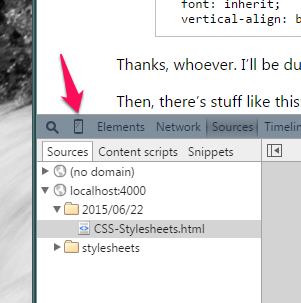 font: inherit;
vertical-align: b
Thanks, whoever. I'll be du
Then, there's stuff like this
Elements Network Sources Timelin
Sources Content scripts Snippets
(no domain)
localhost:4000
2015/06/22
CSS-Stylesheets.html
stylesheets